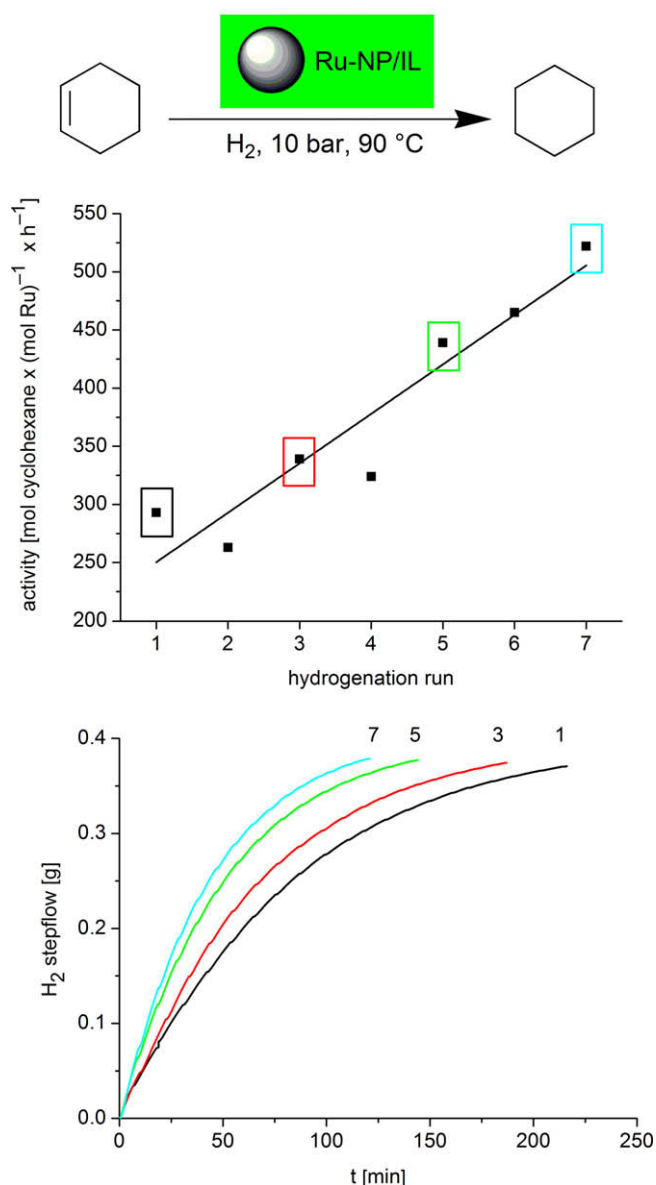 Ru-NP/IL
H₂, 10 bar, 90 °C
activity [mol cyclohexane x (mol Ru)⁻¹ x h⁻¹]
550
500
450
400
350
300
250
200
1 2 3 4 5 6 7
hydrogenation run
7 5 3 1
H₂ stepflow [g]
0.4
0.3
0.2
0.1
0.0
0 50 100 150 200 250
t [min]